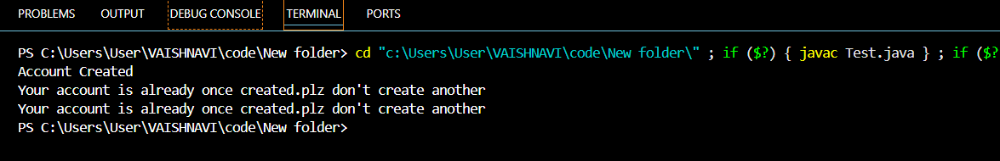 PROBLEMS OUTPUT DEBUG CONSOLE TERMINAL PORTS
PS C:\Users\User\VAISHNAVI\code\New folder> cd "c:\Users\User\VAISHNAVI\code\New folder\" ; if ($?) { javac Test.java } ; if ($?
Account Created
Your account is already once created.plz don't create another
Your account is already once created.plz don't create another
PS C:\Users\User\VAISHNAVI\code\New folder>